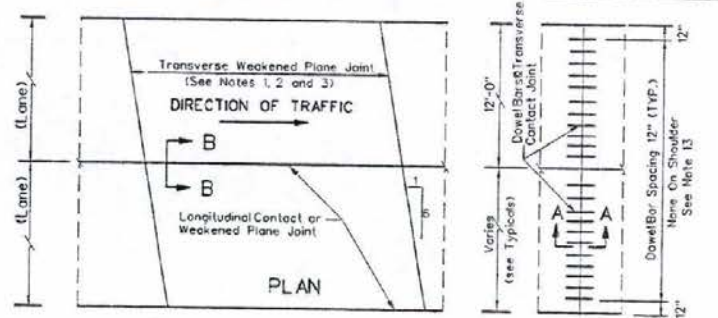 Transverse Weakened Plane Joint
(See Notes 1, 2 and 3)
DIRECTION OF TRAFFIC
(Lane)
(Lane)
B
B
1
6
Longitudinal Contact or
Weakened Plane Joint
PLAN
12'-0"
Varies
(see Typicals)
Dowel Bars @ Transverse
Contact Joint
A
A
12"
Dowel Bar Spacing 12" (TYP.)
None On Shoulder
See Note 13
12"